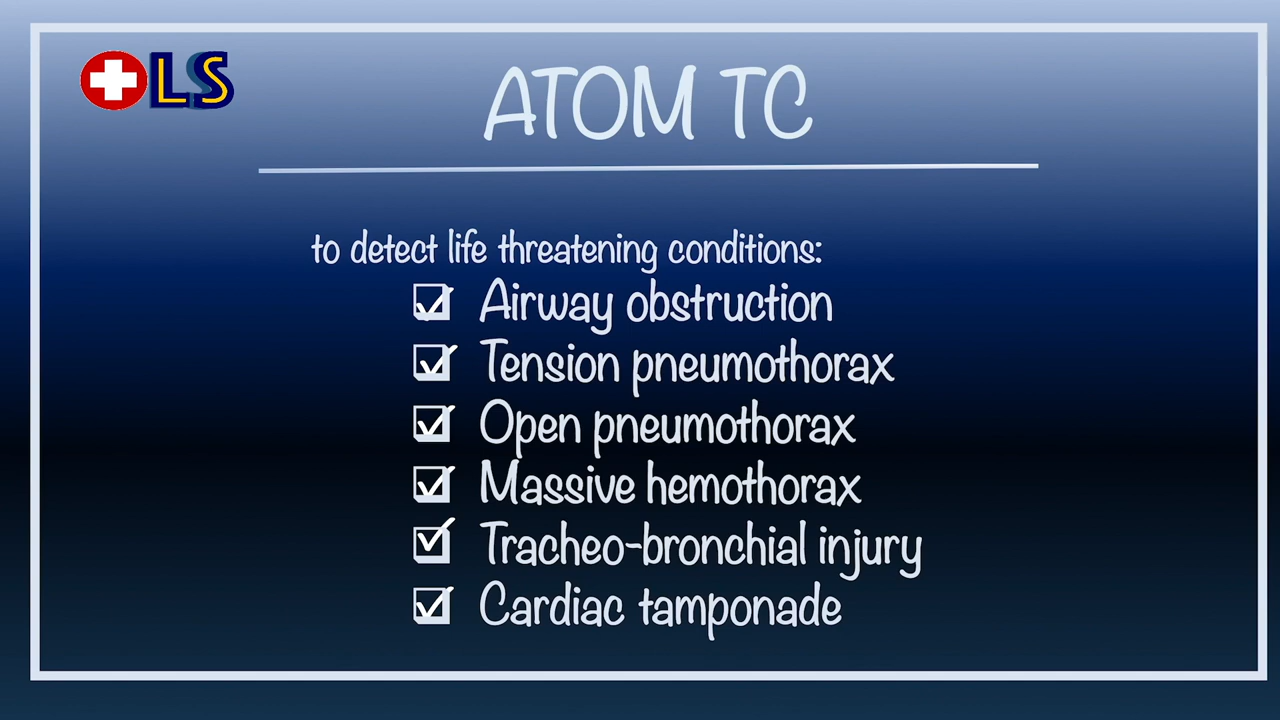 LS
ATOM TC
to detect life threatening conditions:
Airway obstruction
Tension pneumothorax
Open pneumothorax
Massive hemothorax
Tracheo-bronchial injury
Cardiac tamponade